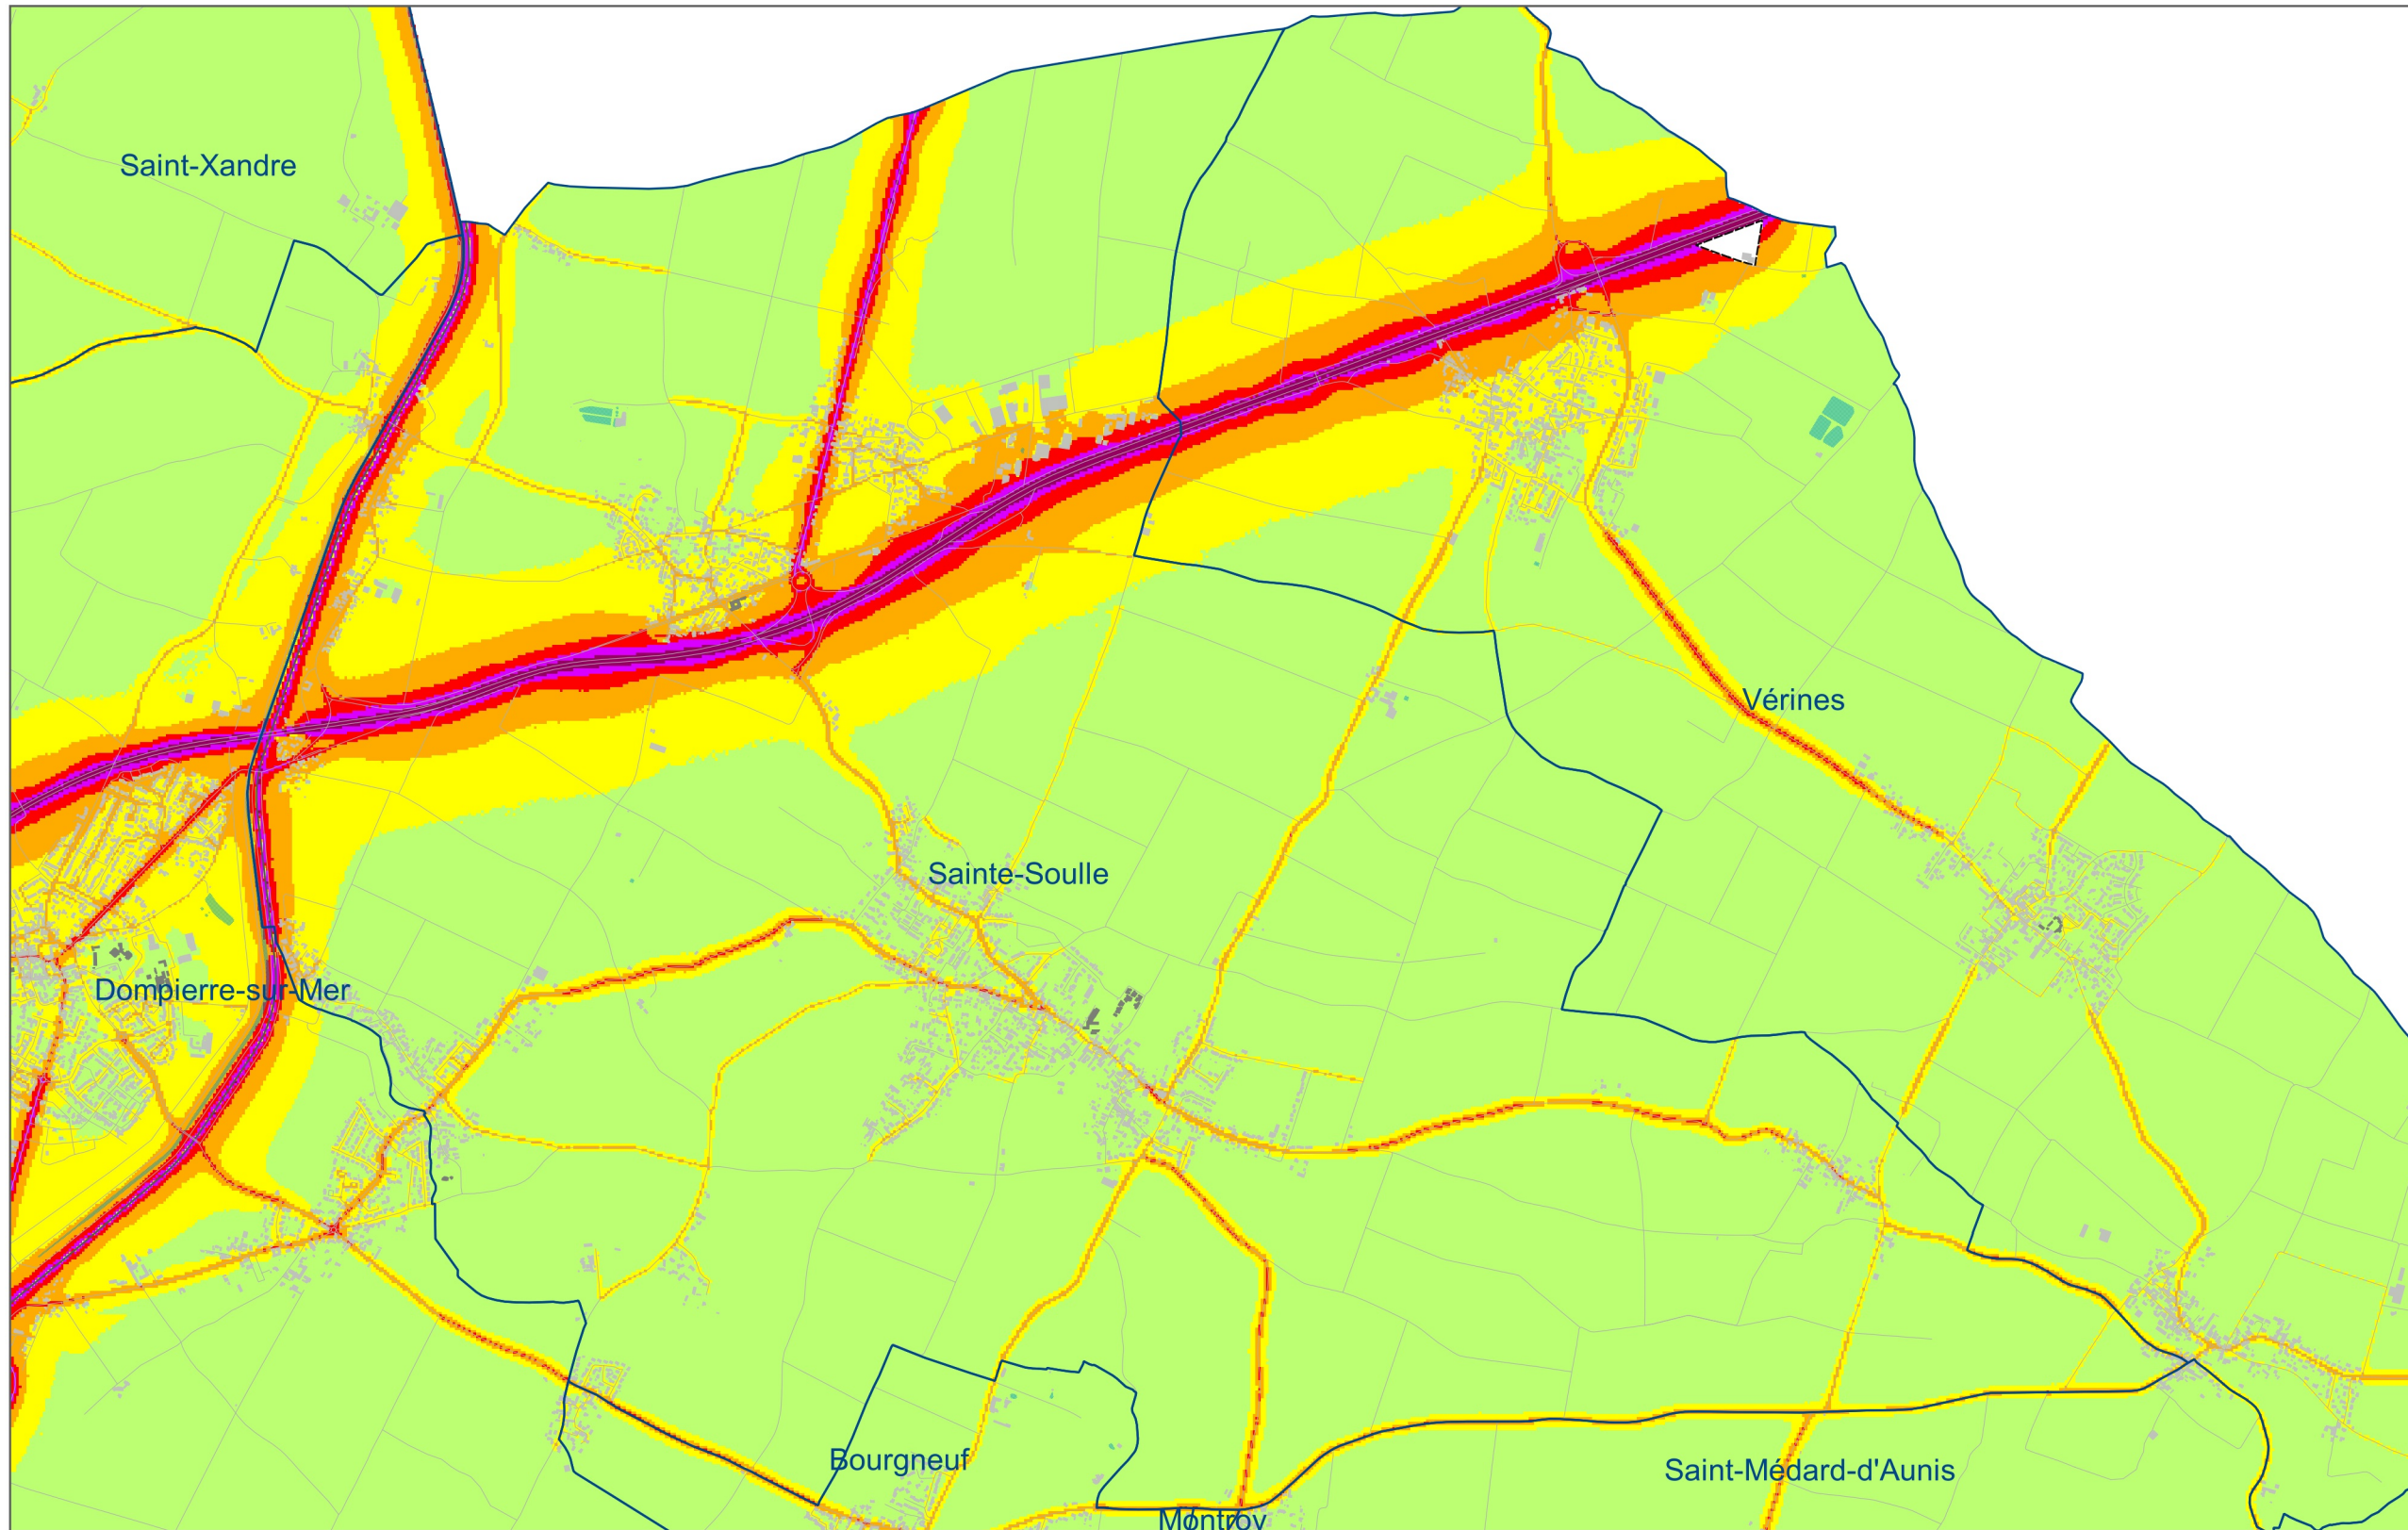 Saint-Xandre
Vérines
Sainte-Soulle
Dompierre-sur-Mer
Bourgneuf
Saint-Médard-d'Aunis
Montroy